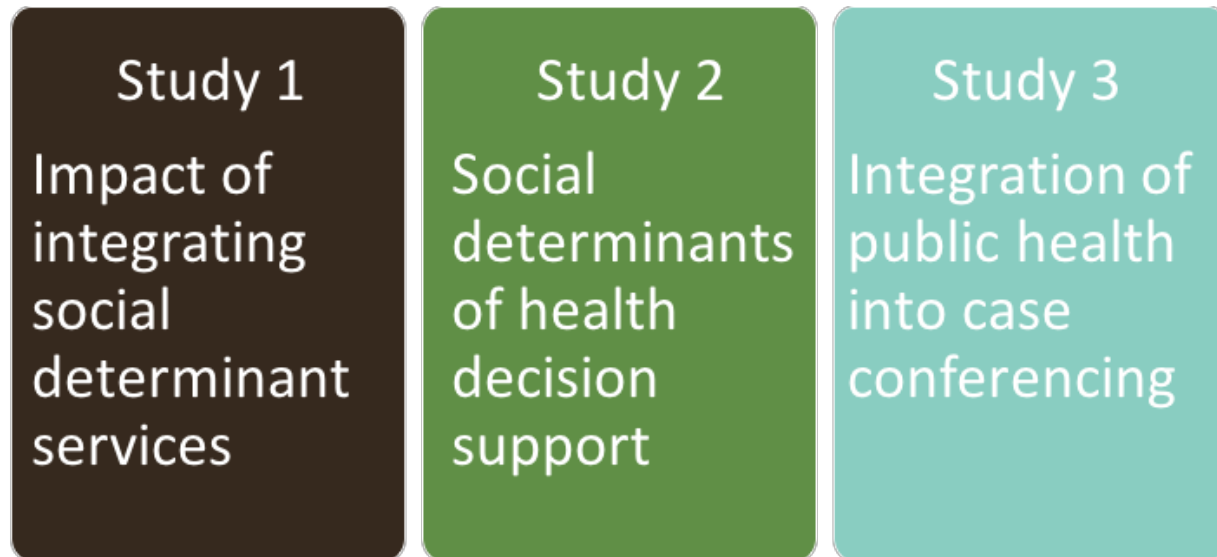 Study 1
Impact of
integrating
social
determinant
services
Study 2
Social
determinants
of health
decision
support
Study 3
Integration of
public health
into case
conferencing